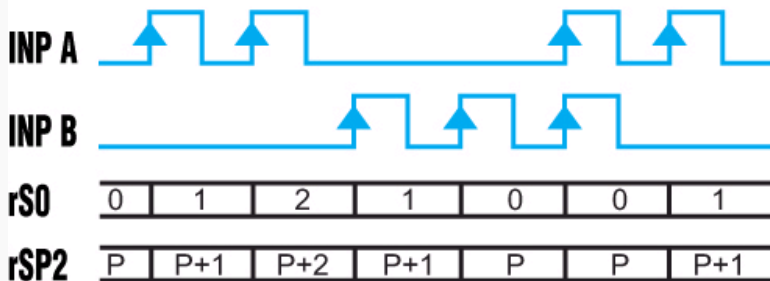 INP A
INP B
rS0 0 1 2 1 0 0 1
rSP2 P P+1 P+2 P+1 P P P+1